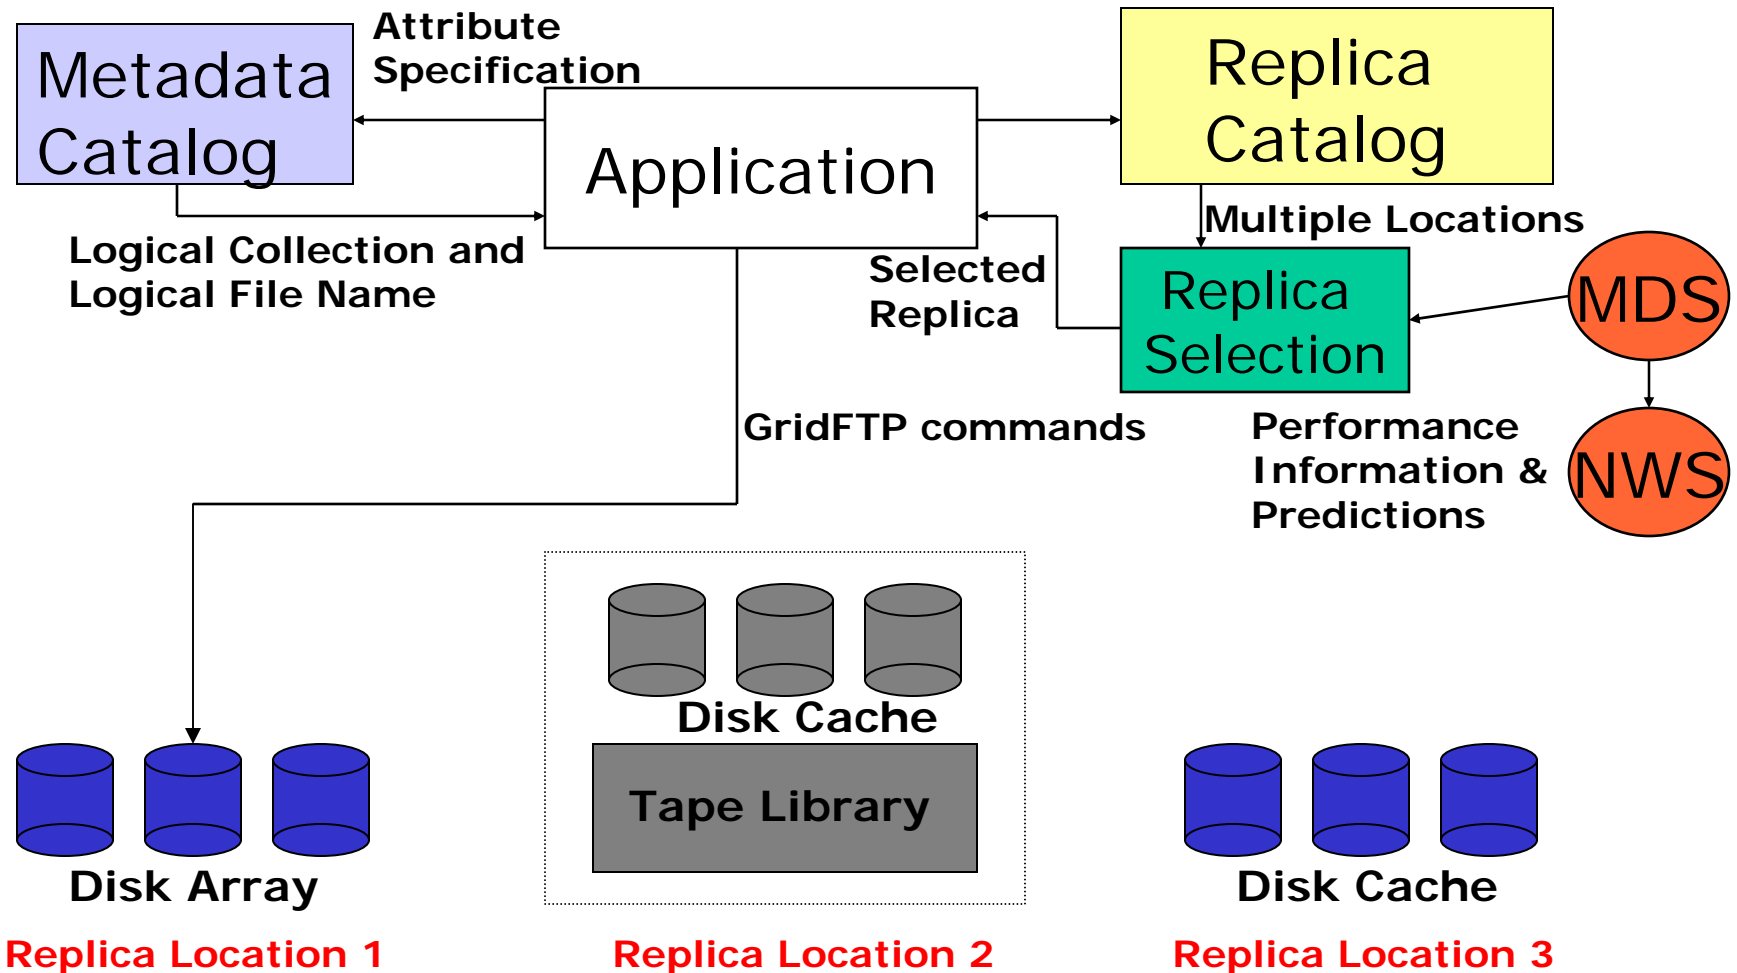 Metadata
Catalog
Attribute
Specification
Application
Replica
Catalog
Logical Collection and
Logical File Name
Selected
Replica
Multiple Locations
Replica
Selection
MDS
NWS
GridFTP commands
Performance
Information &
Predictions
Disk Cache
Tape Library
Disk Array
Disk Cache
Replica Location 1
Replica Location 2
Replica Location 3